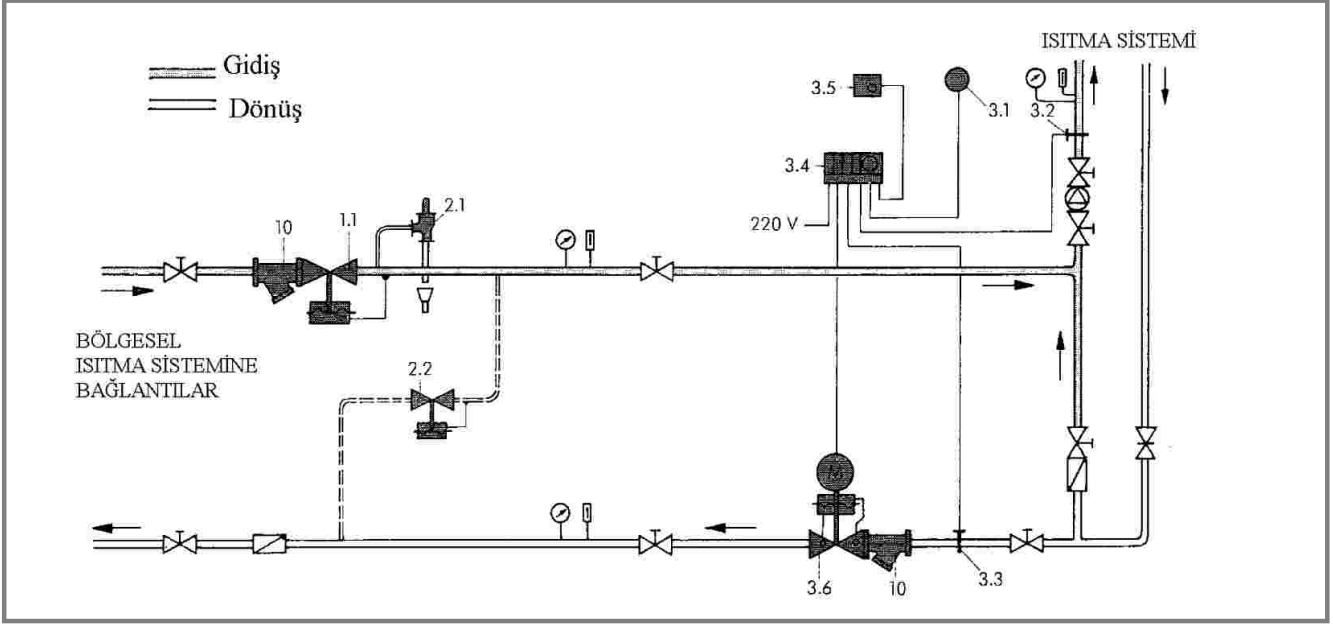 ISITMA SİSTEMİ
Gidiş
Dönüş
3.5
3.1
3.2
3.4
220 V
10
1.1
2.1
BÖLGESEL
ISITMA SİSTEMİNE
BAĞLANTILAR
2.2
M
3.6
10
3.3